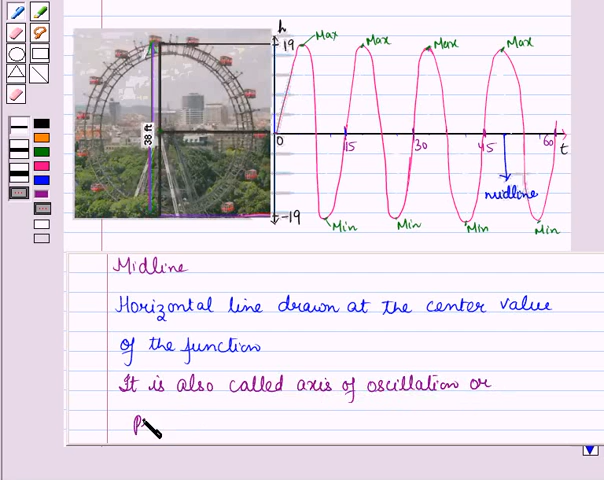 h
19
Max
Max
Max
Max
38 ft
0
15
30
45
60
t
midline
-19
Min
Min
Min
Min
Midline
Horizontal line drawn at the center value
of the function
It is also called axis of oscillation or